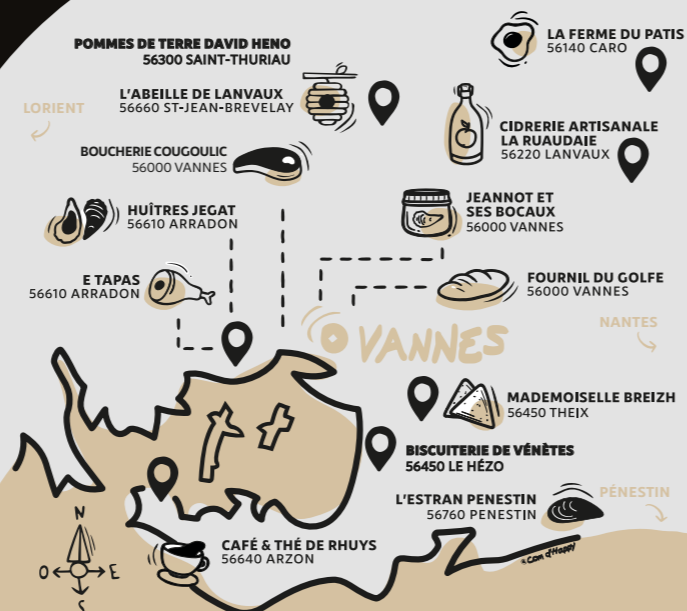 POMMES DE TERRE DAVID HENO
56300 SAINT-THURIAU
LA FERME DU PATIS
56140 CARO
L'ABEILLE DE LANVAUX
56660 ST-JEAN-BREVELAY
LORIENT
CIDRERIE ARTISANALE
LA RUAUDAIE
56220 LANVAUX
BOUCHERIE COUGOULIC
56000 VANNES
JEANNOT ET
SES BOCAUX
56000 VANNES
HUÎTRES JEGAT
56610 ARRADON
E TAPAS
56610 ARRADON
FOURNIL DU GOLFE
56000 VANNES
VANNES
NANTES
MADEMOISELLE BREIZH
56450 THEIX
BISCUITERIE DE VÉNÈTES
56450 LE HÉZO
L'ESTRAN PENESTIN
56760 PENESTIN
PÉNESTIN
CAFÉ & THÉ DE RHUYS
56640 ARZON
N
O
E
S
com d'Happy